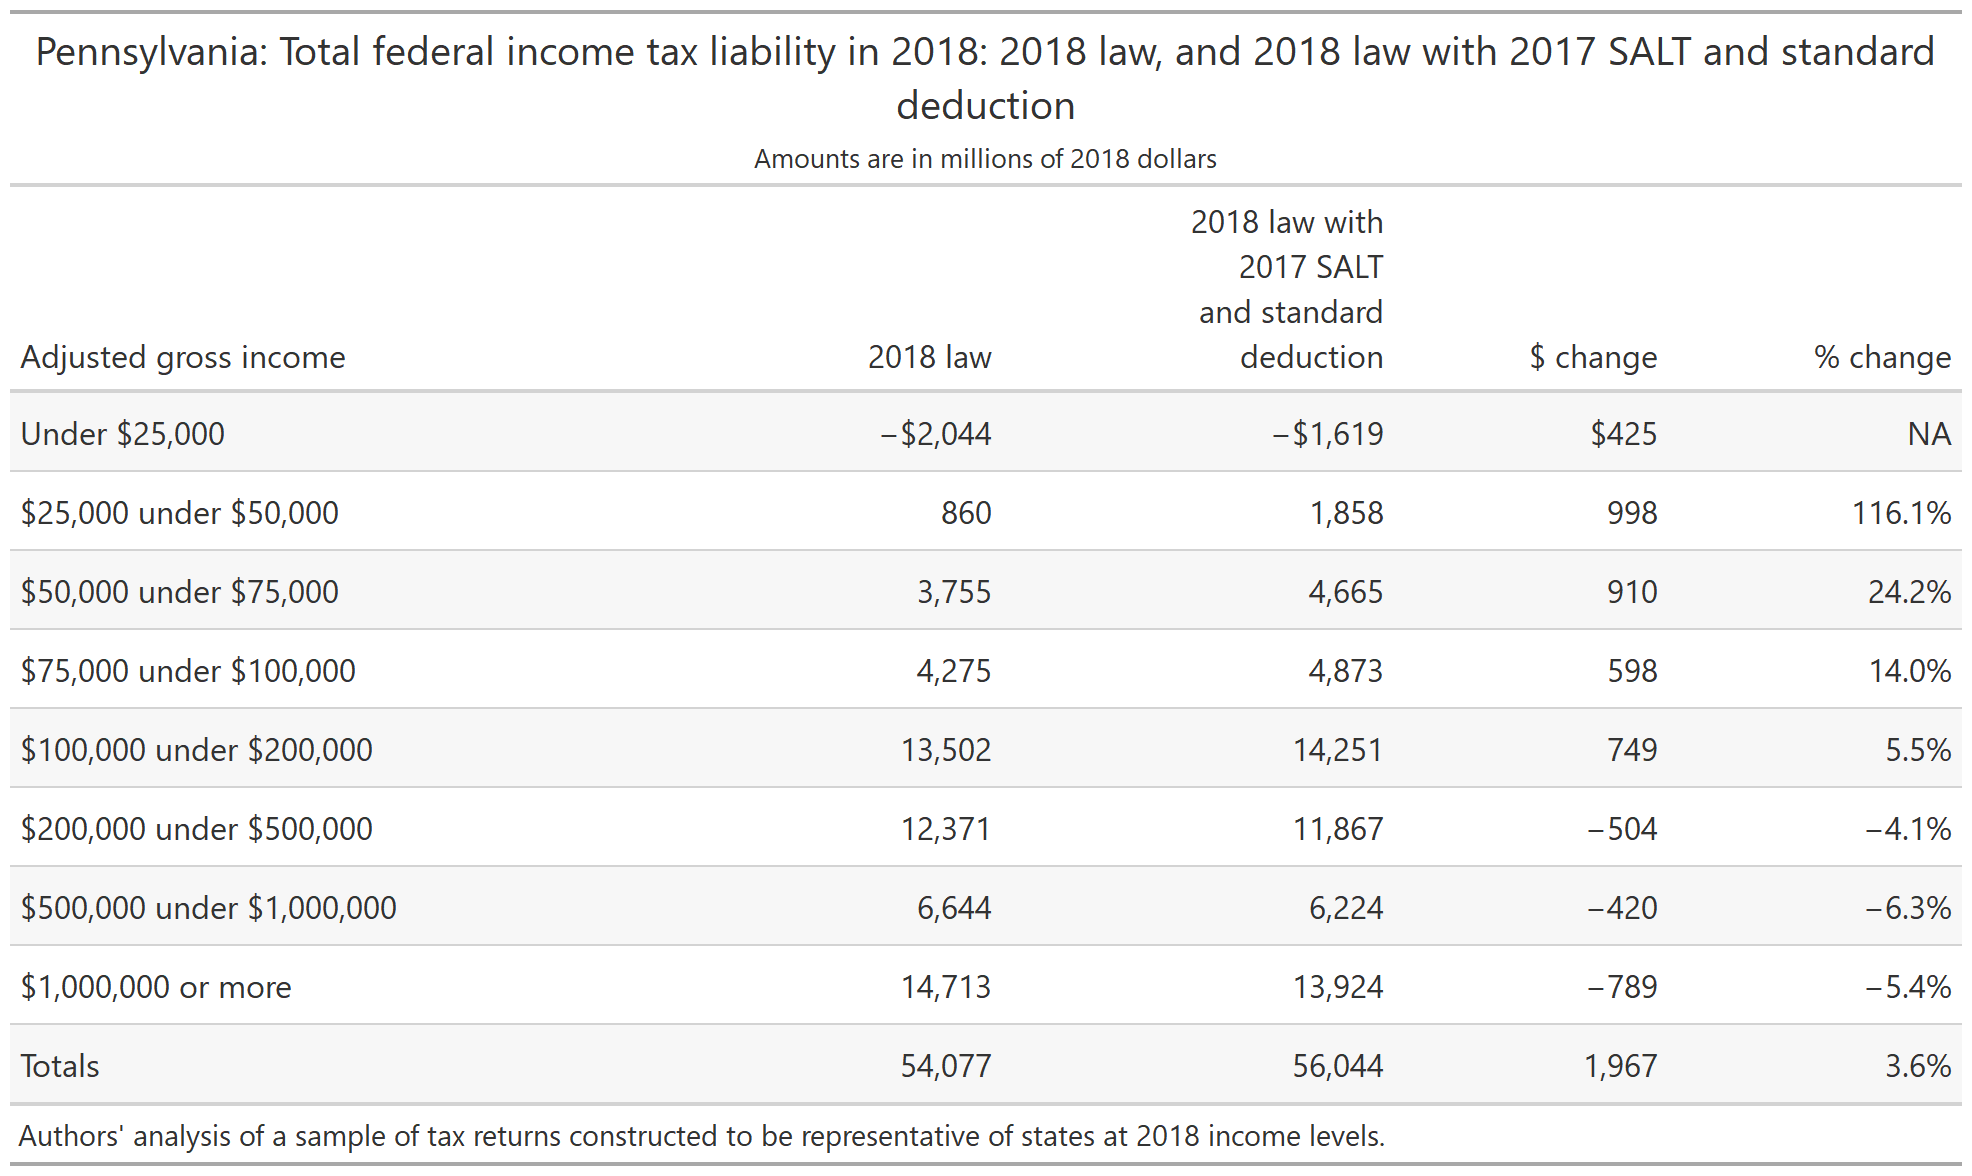 Pennsylvania: Total federal income tax liability in 2018: 2018 law, and 2018 law with 2017 SALT and standard
deduction
Amounts are in millions of 2018 dollars
2018 law with
2017 SALT
and standard
Adjusted gross income 2018 law deduction $ change % change
Under $25,000 −$2,044 −$1,619 $425 NA
$25,000 under $50,000 860 1,858 998 116.1%
$50,000 under $75,000 3,755 4,665 910 24.2%
$75,000 under $100,000 4,275 4,873 598 14.0%
$100,000 under $200,000 13,502 14,251 749 5.5%
$200,000 under $500,000 12,371 11,867 −504 −4.1%
$500,000 under $1,000,000 6,644 6,224 −420 −6.3%
$1,000,000 or more 14,713 13,924 −789 −5.4%
Totals 54,077 56,044 1,967 3.6%
Authors' analysis of a sample of tax returns constructed to be representative of states at 2018 income levels.